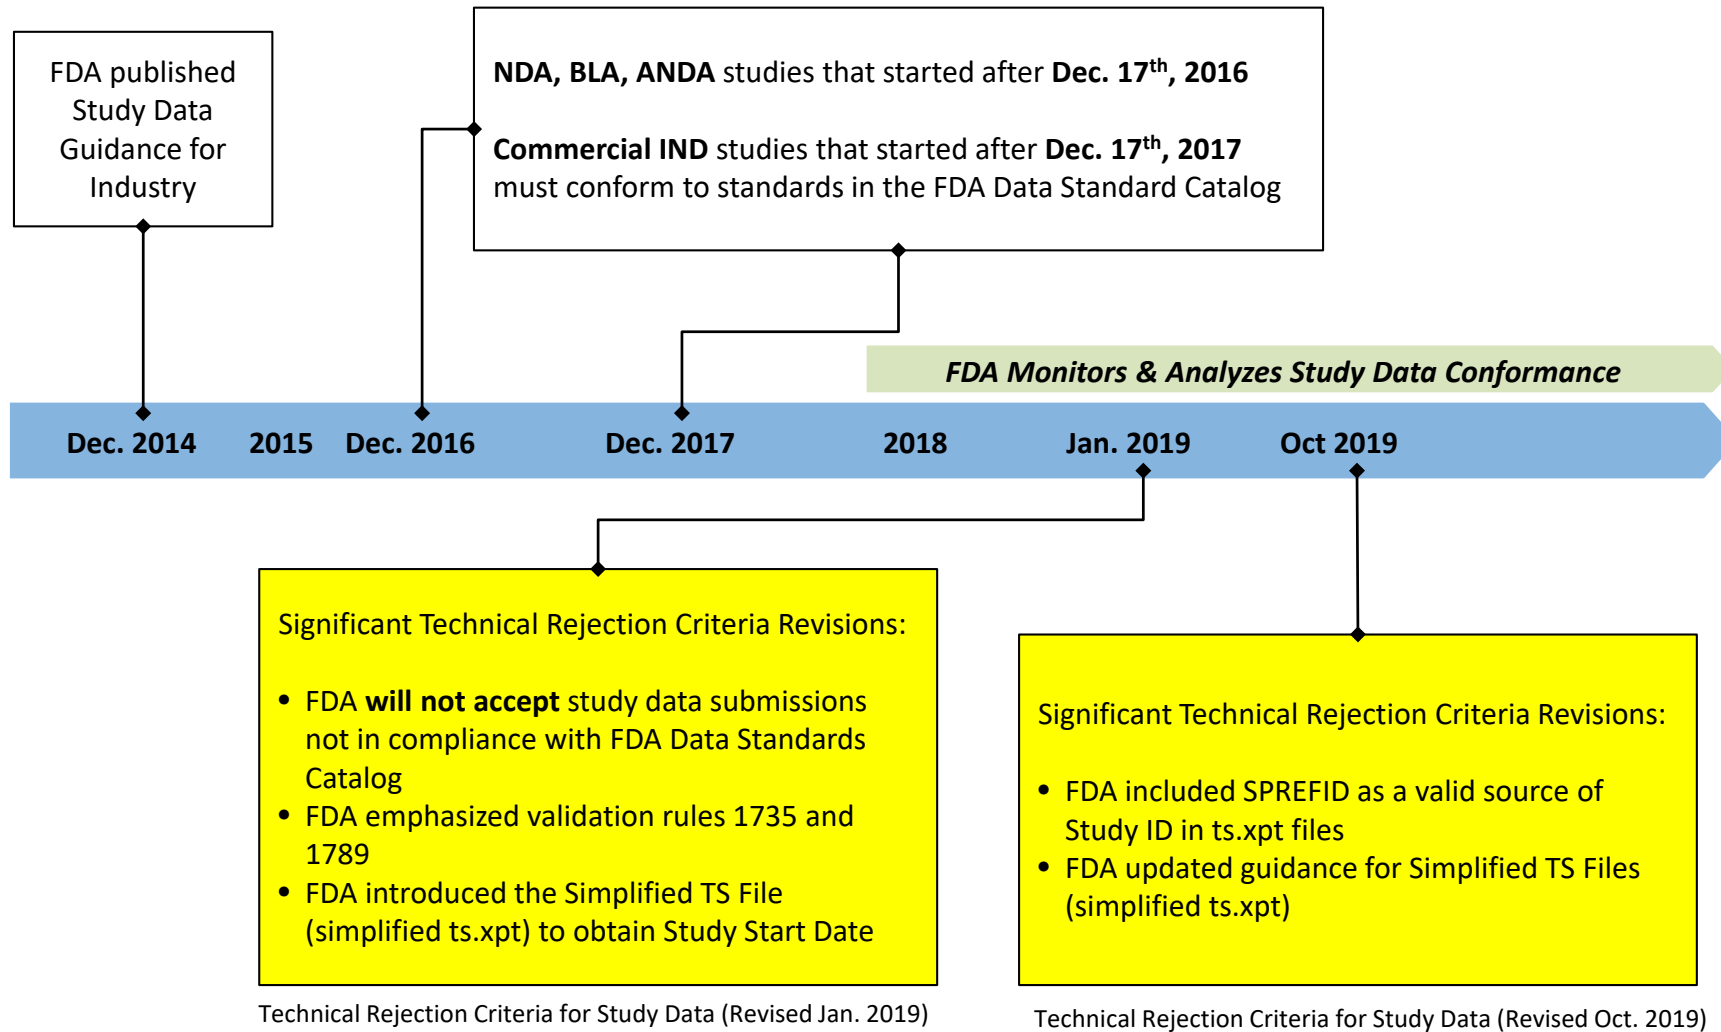 FDA published
Study Data
Guidance for
Industry
NDA, BLA, ANDA studies that started after Dec. 17th, 2016
Commercial IND studies that started after Dec. 17th, 2017
must conform to standards in the FDA Data Standard Catalog
FDA Monitors & Analyzes Study Data Conformance
Dec. 2014 2015 Dec. 2016 Dec. 2017 2018 Jan. 2019 Oct 2019
Significant Technical Rejection Criteria Revisions:
• FDA will not accept study data submissions
not in compliance with FDA Data Standards
Catalog
• FDA emphasized validation rules 1735 and
1789
• FDA introduced the Simplified TS File
(simplified ts.xpt) to obtain Study Start Date
Technical Rejection Criteria for Study Data (Revised Jan. 2019)
Significant Technical Rejection Criteria Revisions:
• FDA included SPREFID as a valid source of
Study ID in ts.xpt files
• FDA updated guidance for Simplified TS Files
(simplified ts.xpt)
Technical Rejection Criteria for Study Data (Revised Oct. 2019)